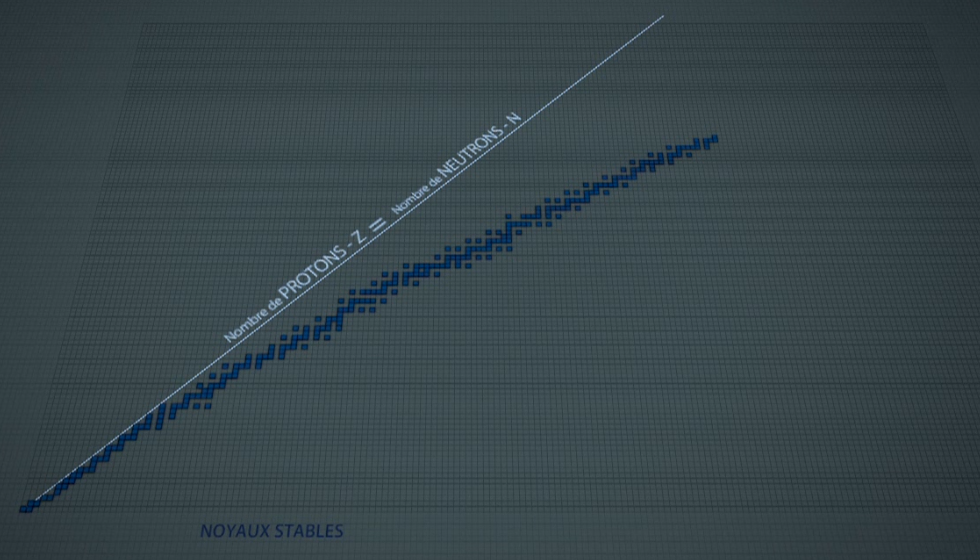 Nombre de PROTONS - Z = Nombre de NEUTRONS - N
NOYAUX STABLES